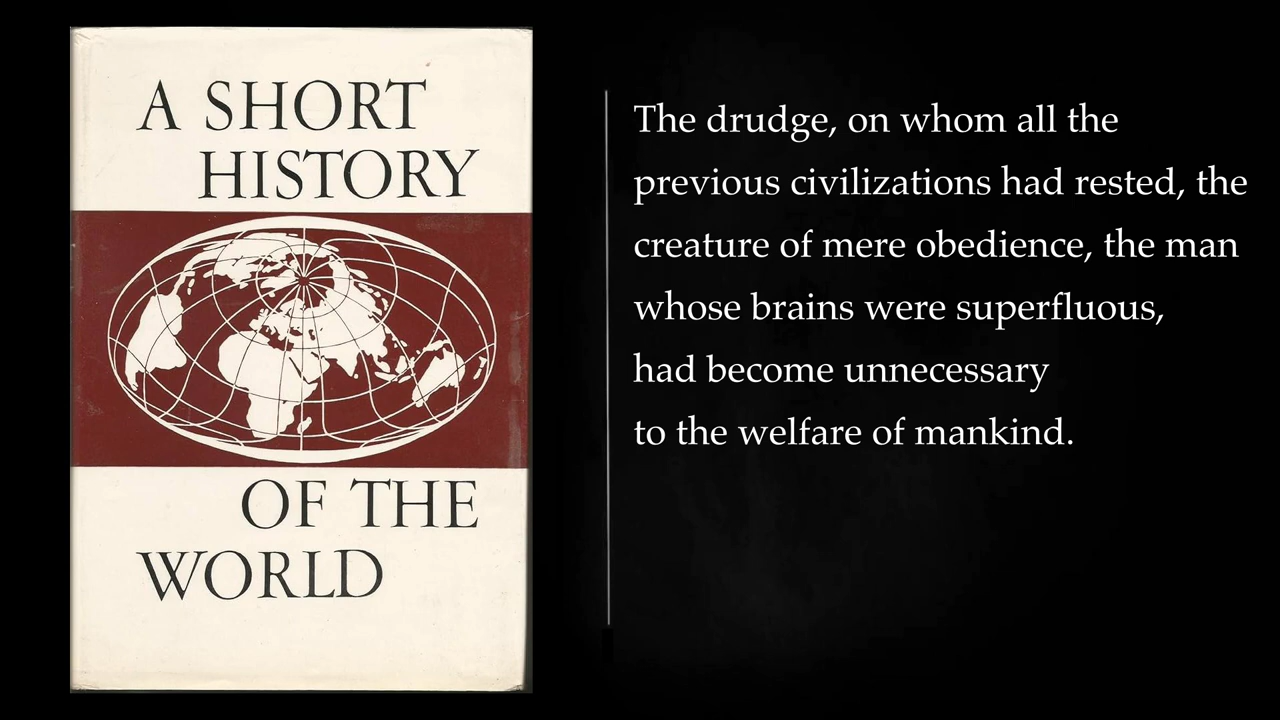 A SHORT
HISTORY
OF THE
WORLD
The drudge, on whom all the
previous civilizations had rested, the
creature of mere obedience, the man
whose brains were superfluous,
had become unnecessary
to the welfare of mankind.